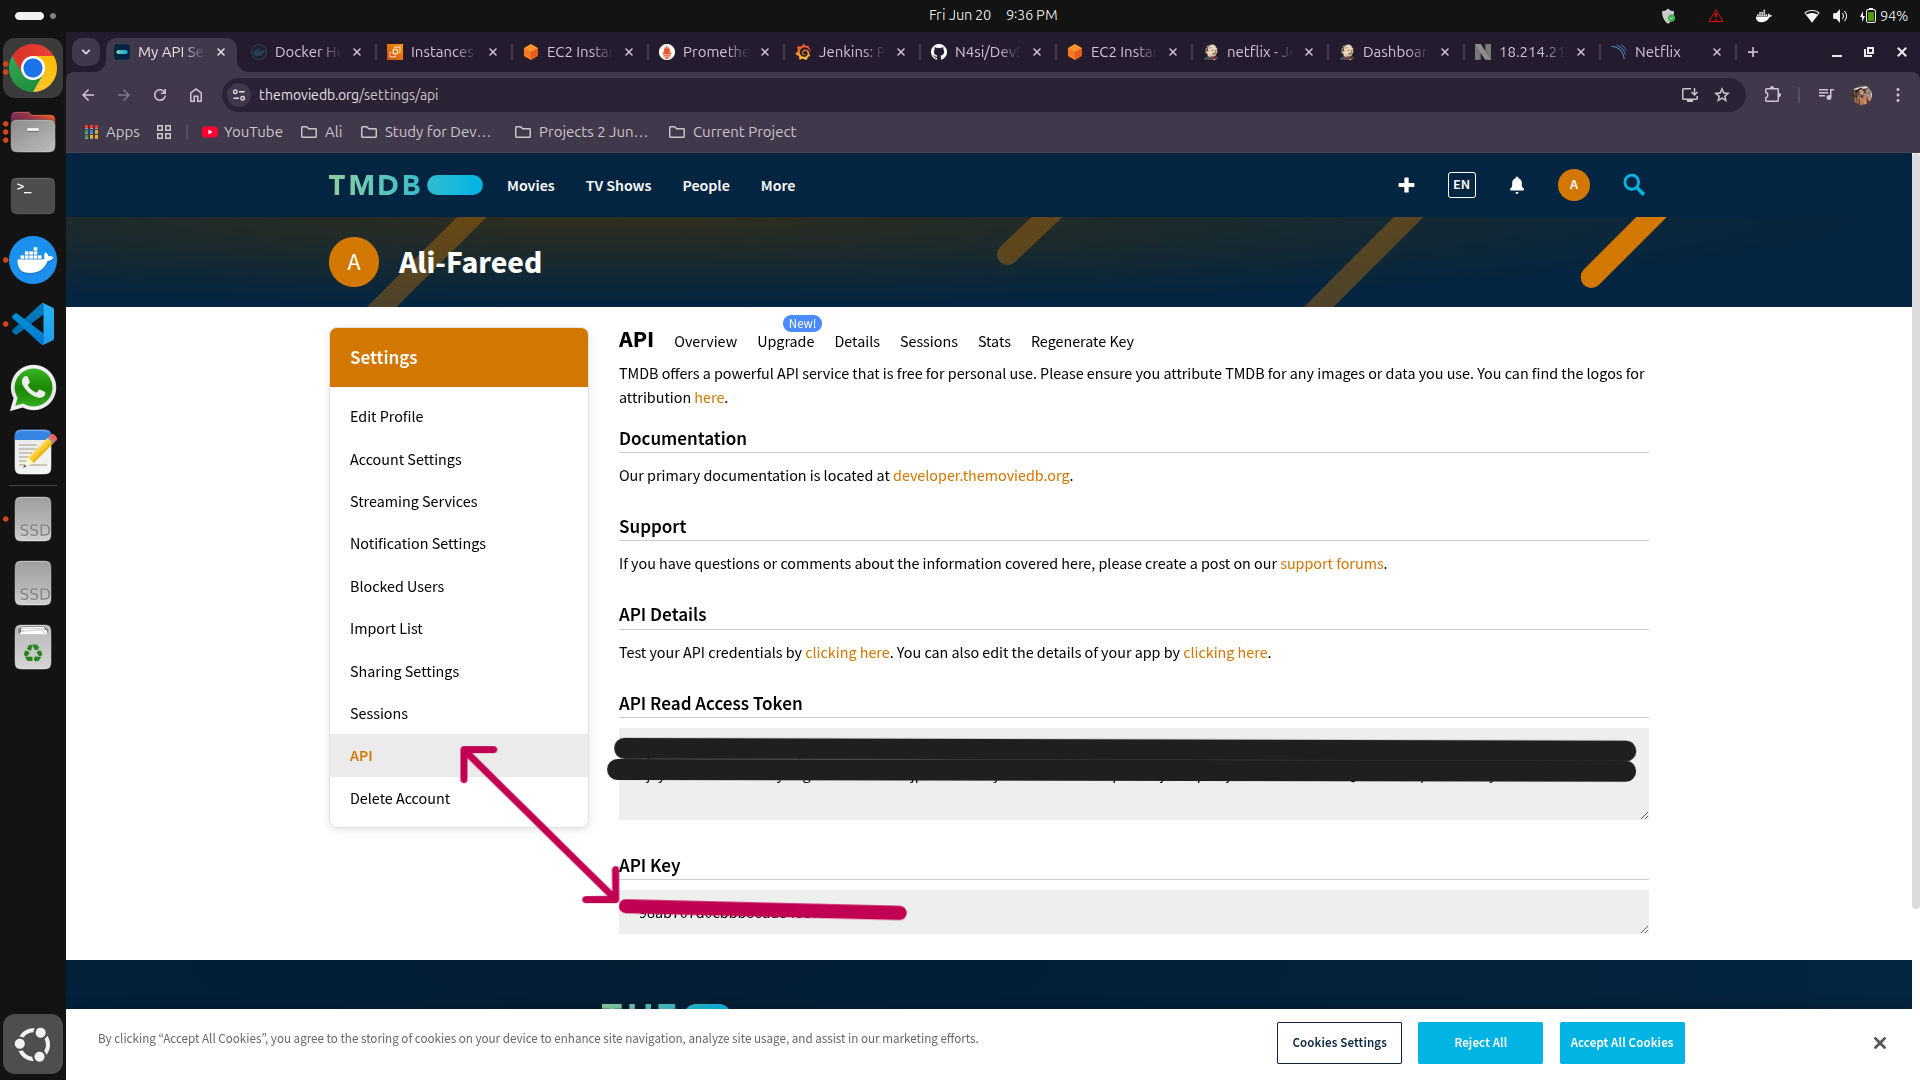 Fri Jun 20 9:36 PM
94%
My API Se
Docker H
Instances
EC2 Insta
Promethe
Jenkins: P
N4si/DevS
EC2 Insta
netflix - J
Dashboar
18.214.21
Netflix
themoviedb.org/settings/api
Apps
YouTube
Ali
Study for Dev...
Projects 2 Jun...
Current Project
TMDB
Movies
TV Shows
People
More
EN
A
A
Ali-Fareed
Settings
Edit Profile
Account Settings
Streaming Services
Notification Settings
Blocked Users
Import List
Sharing Settings
Sessions
API
Delete Account
New!
API Overview Upgrade Details Sessions Stats Regenerate Key
TMDB offers a powerful API service that is free for personal use. Please ensure you attribute TMDB for any images or data you use. You can find the logos for
attribution here.
Documentation
Our primary documentation is located at developer.themoviedb.org.
Support
If you have questions or comments about the information covered here, please create a post on our support forums.
API Details
Test your API credentials by clicking here. You can also edit the details of your app by clicking here.
API Read Access Token
API Key
SSD
SSD
By clicking “Accept All Cookies”, you agree to the storing of cookies on your device to enhance site navigation, analyze site usage, and assist in our marketing efforts.
Cookies Settings
Reject All
Accept All Cookies